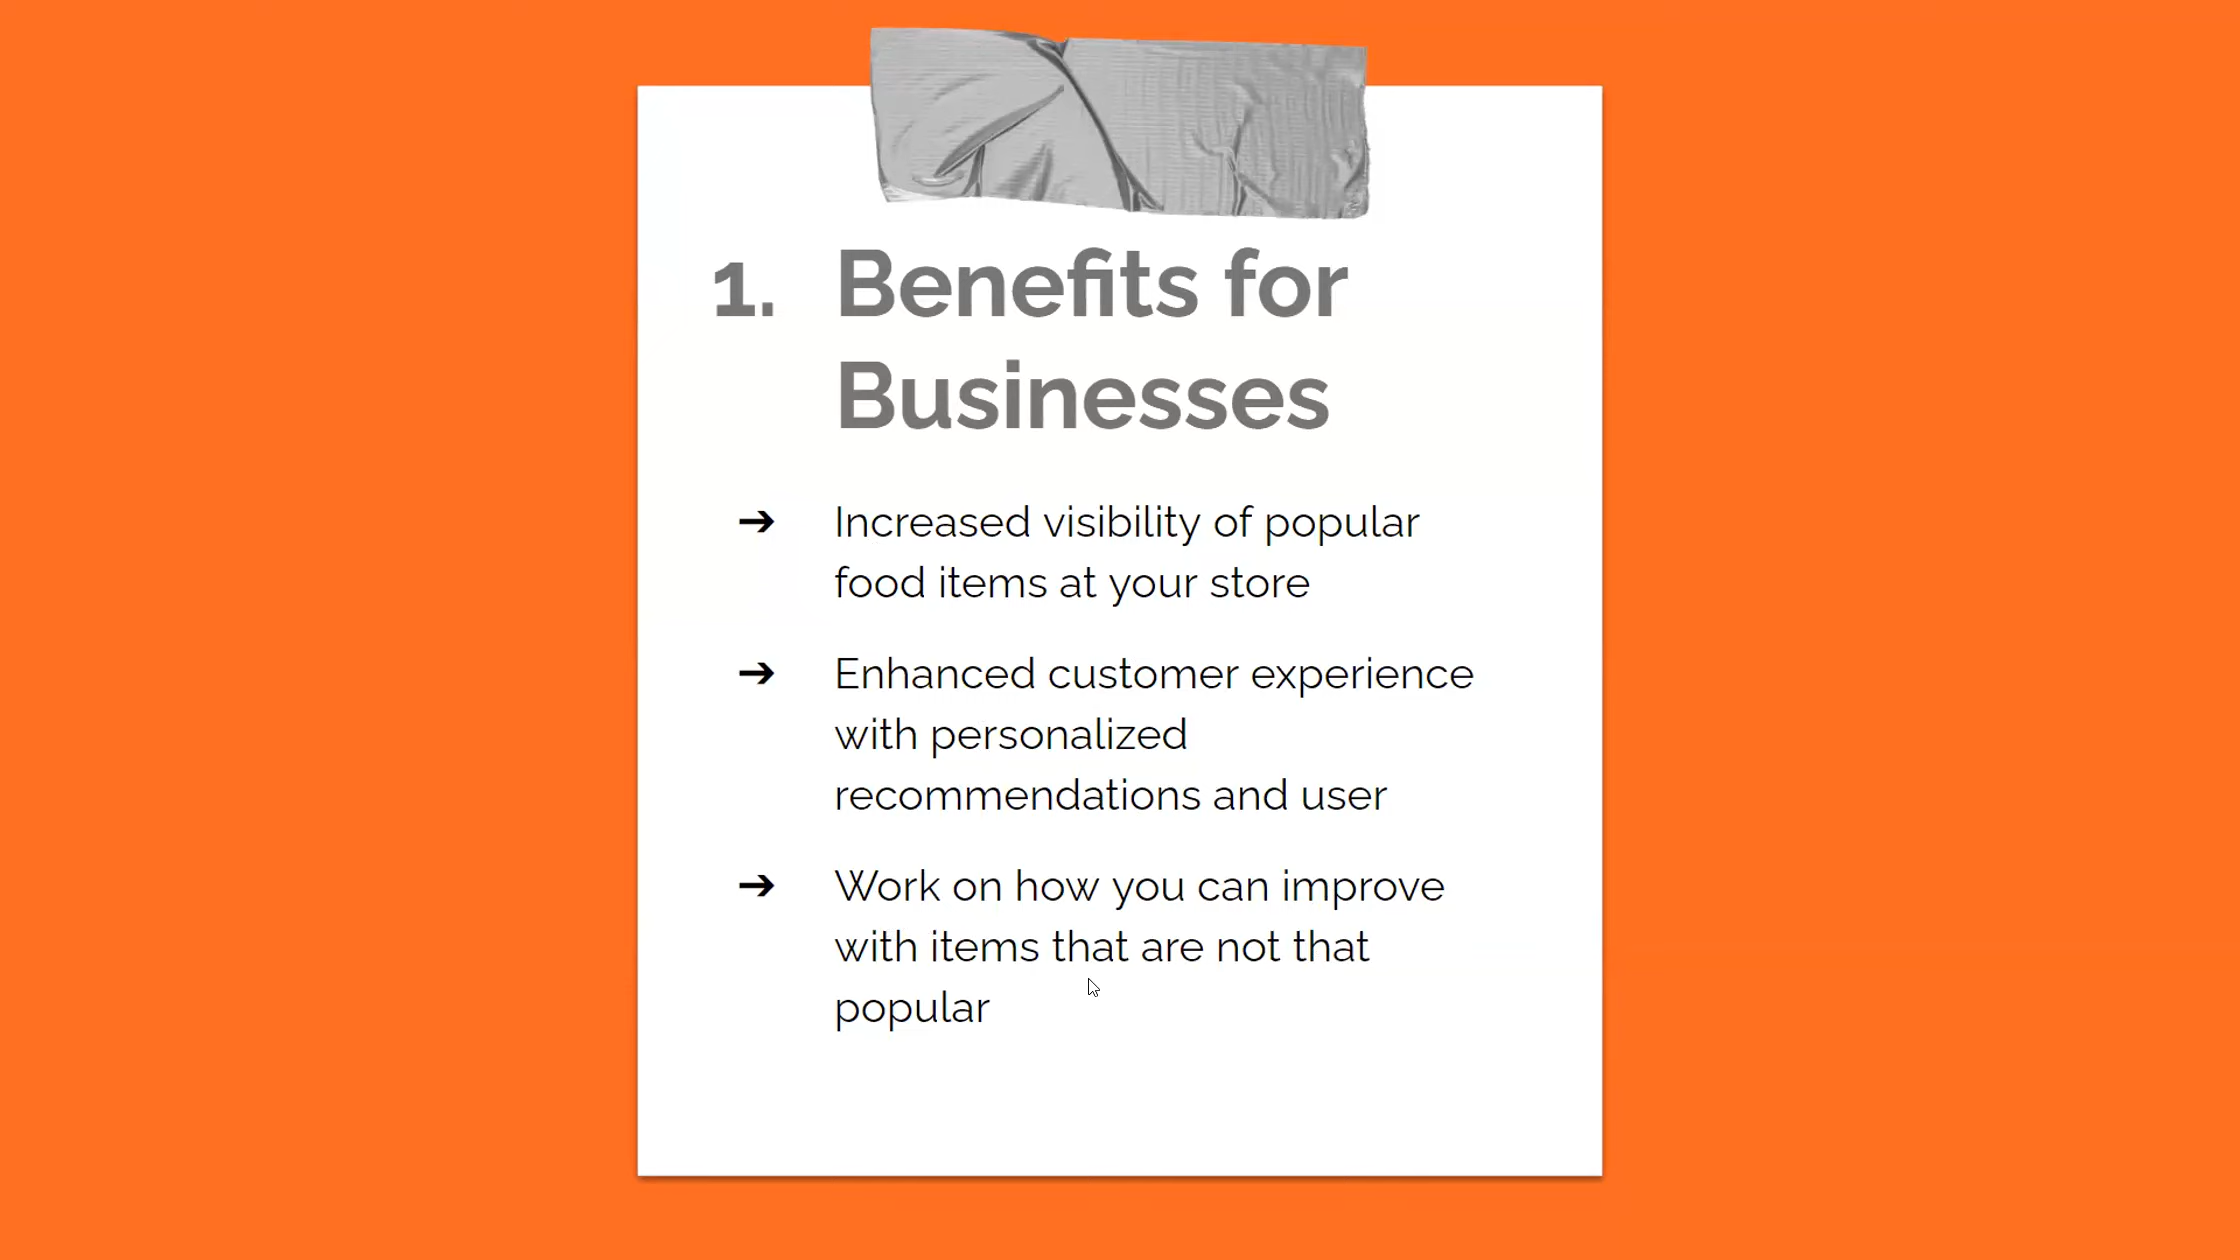 1. Benefits for
Businesses
➔ Increased visibility of popular
food items at your store
➔ Enhanced customer experience
with personalized
recommendations and user
➔ Work on how you can improve
with items that are not that
popular